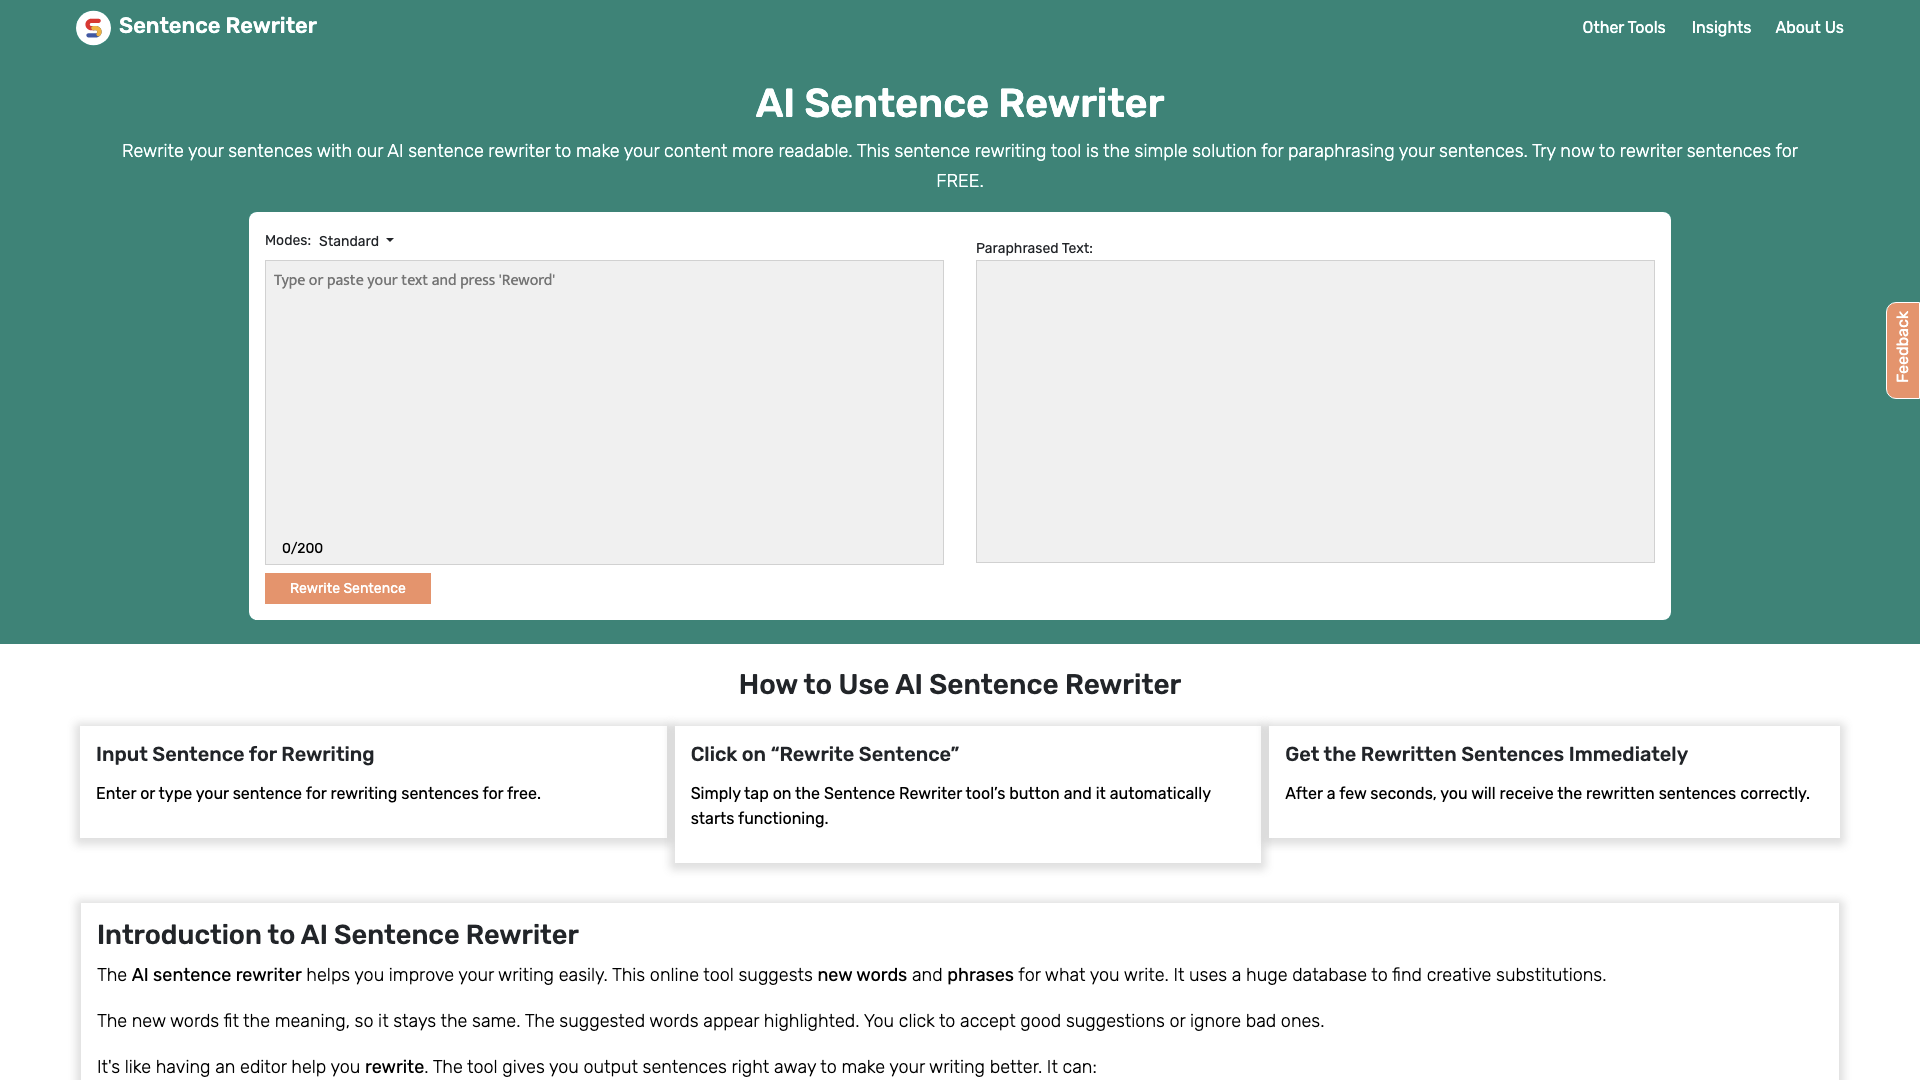 Sentence Rewriter
Other Tools
Insights
About Us
AI Sentence Rewriter
Rewrite your sentences with our AI sentence rewriter to make your content more readable. This sentence rewriting tool is the simple solution for paraphrasing your sentences. Try now to rewriter sentences for
FREE.
Modes: Standard
Paraphrased Text:
Type or paste your text and press 'Reword'
0/200
Rewrite Sentence
Feedback
How to Use AI Sentence Rewriter
Input Sentence for Rewriting
Enter or type your sentence for rewriting sentences for free.
Click on “Rewrite Sentence”
Simply tap on the Sentence Rewriter tool’s button and it automatically
starts functioning.
Get the Rewritten Sentences Immediately
After a few seconds, you will receive the rewritten sentences correctly.
Introduction to AI Sentence Rewriter
The AI sentence rewriter helps you improve your writing easily. This online tool suggests new words and phrases for what you write. It uses a huge database to find creative substitutions.
The new words fit the meaning, so it stays the same. The suggested words appear highlighted. You click to accept good suggestions or ignore bad ones.
It's like having an editor help you rewrite. The tool gives you output sentences right away to make your writing better. It can: